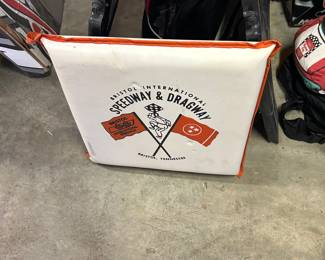 BRISTOL INTERNATIONAL
SPEEDWAY & DRAGWAY
BRISTOL, TENNESSEE